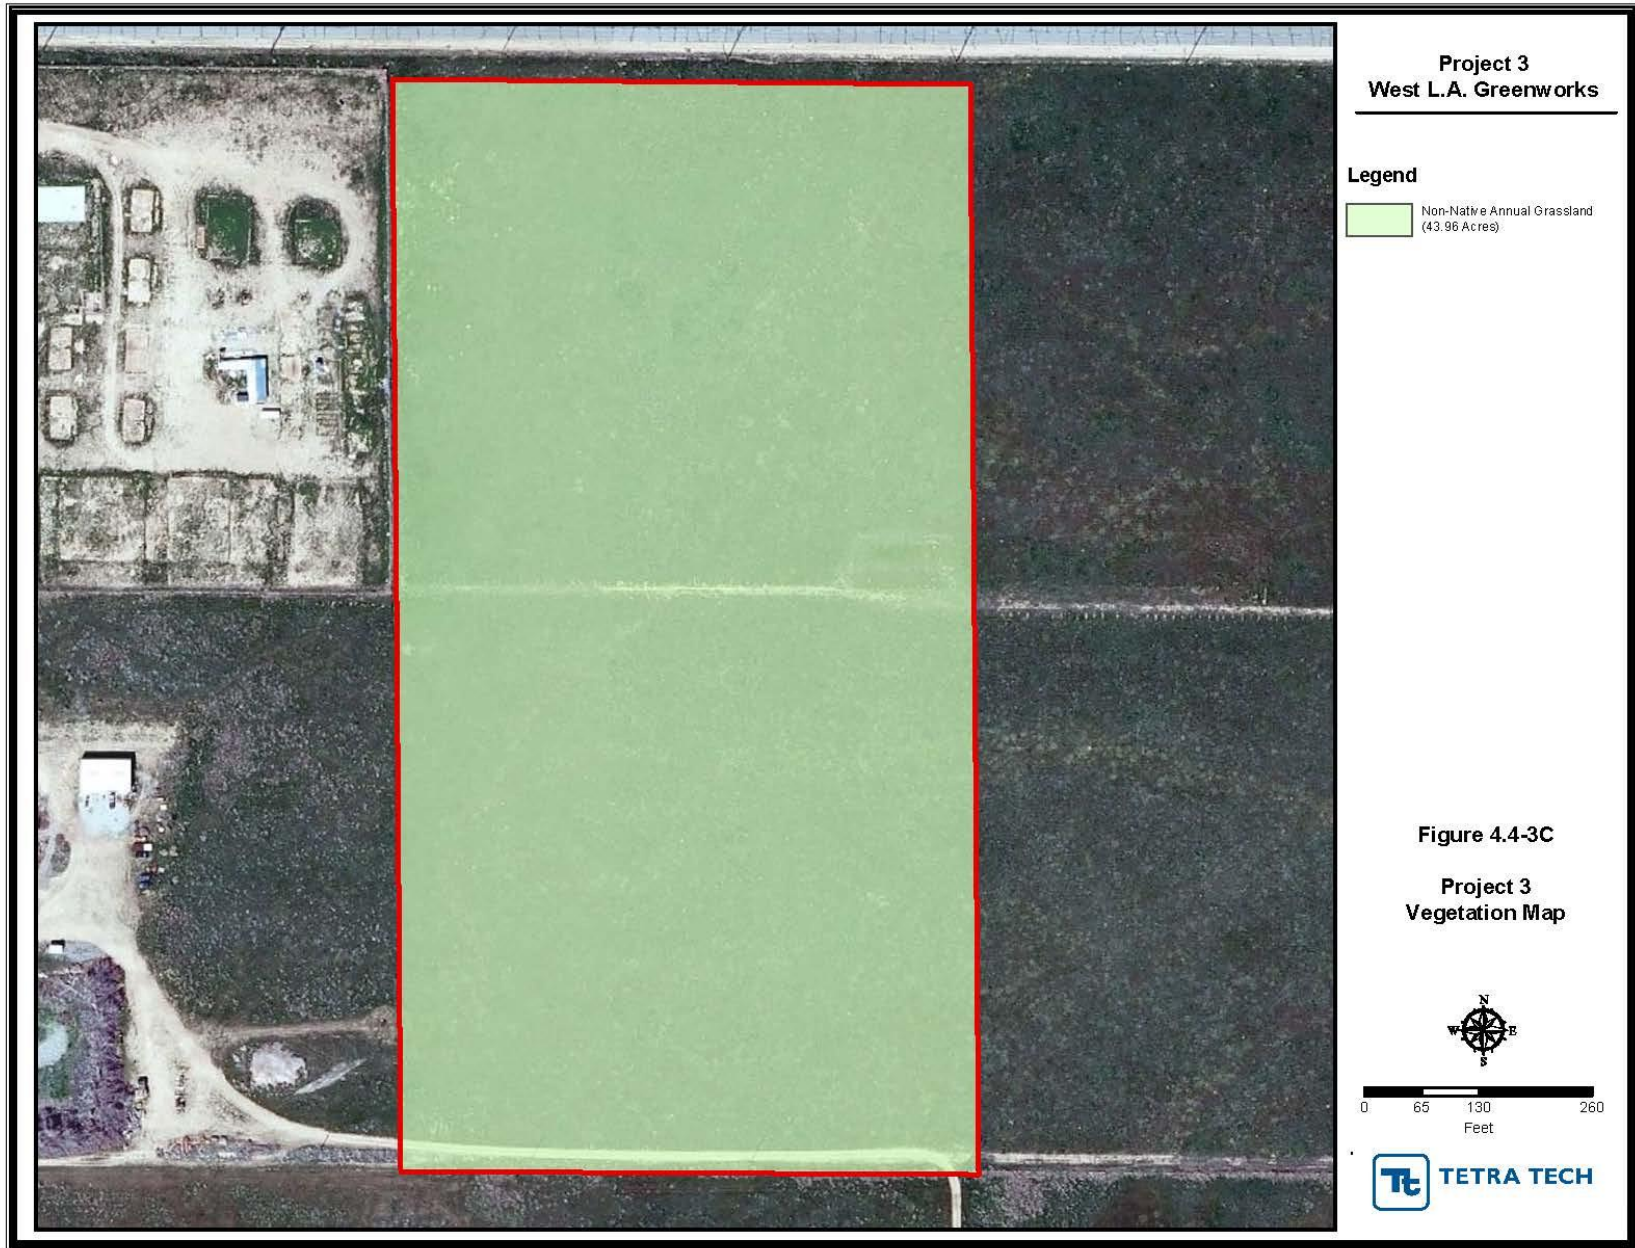 Project 3
West L.A. Greenworks
Legend
Non-Native Annual Grassland
(43.96 Acres)
Figure 4.4-3C
Project 3
Vegetation Map
N
W E
S
0 65 130 260
Feet
Tt TETRA TECH